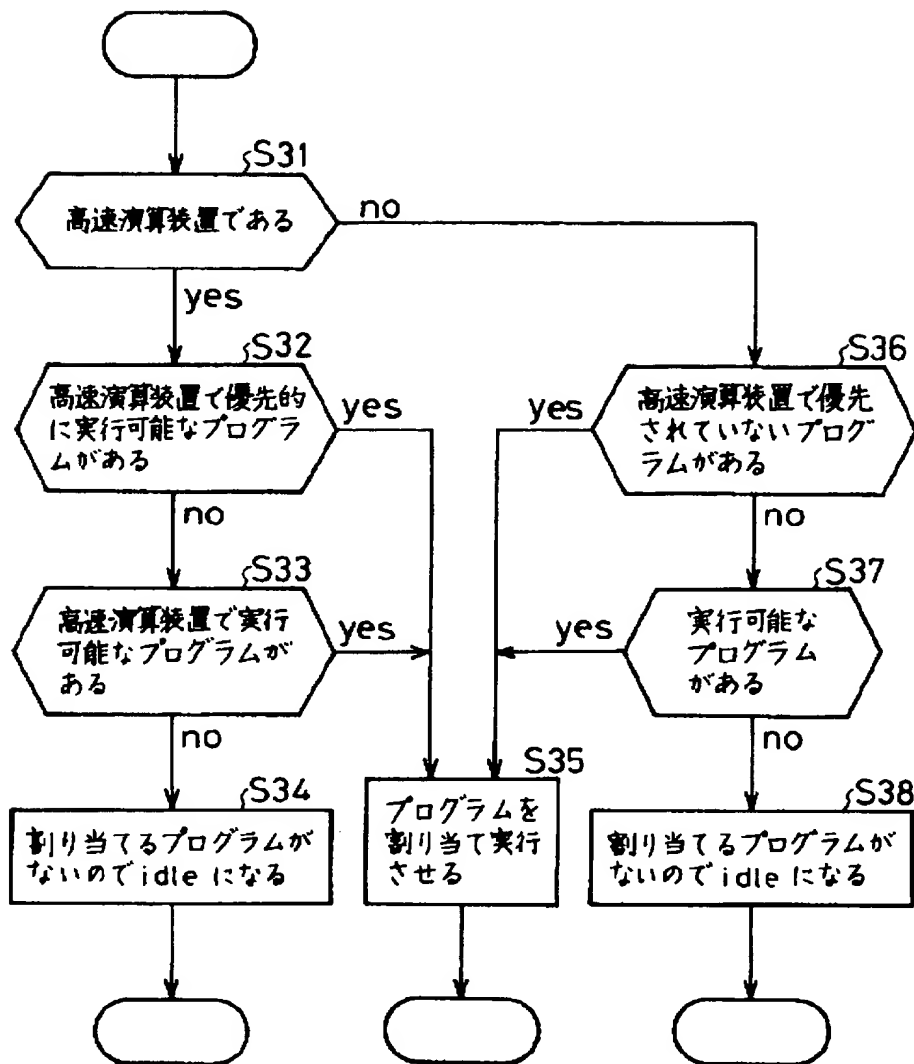 S31
高速演算装置である
no
yes
S32
高速演算装置で優先的
に実行可能なプログラ
ムがある
yes
no
S33
高速演算装置で実行
可能なプログラムが
ある
yes
no
S34
割り当てるプログラムが
ないのでidleになる
S35
プログラムを
割り当て実行
させる
S36
高速演算装置で優先
されていないプログ
ラムがある
yes
no
S37
実行可能な
プログラム
がある
yes
no
S38
割り当てるプログラムが
ないのでidleになる